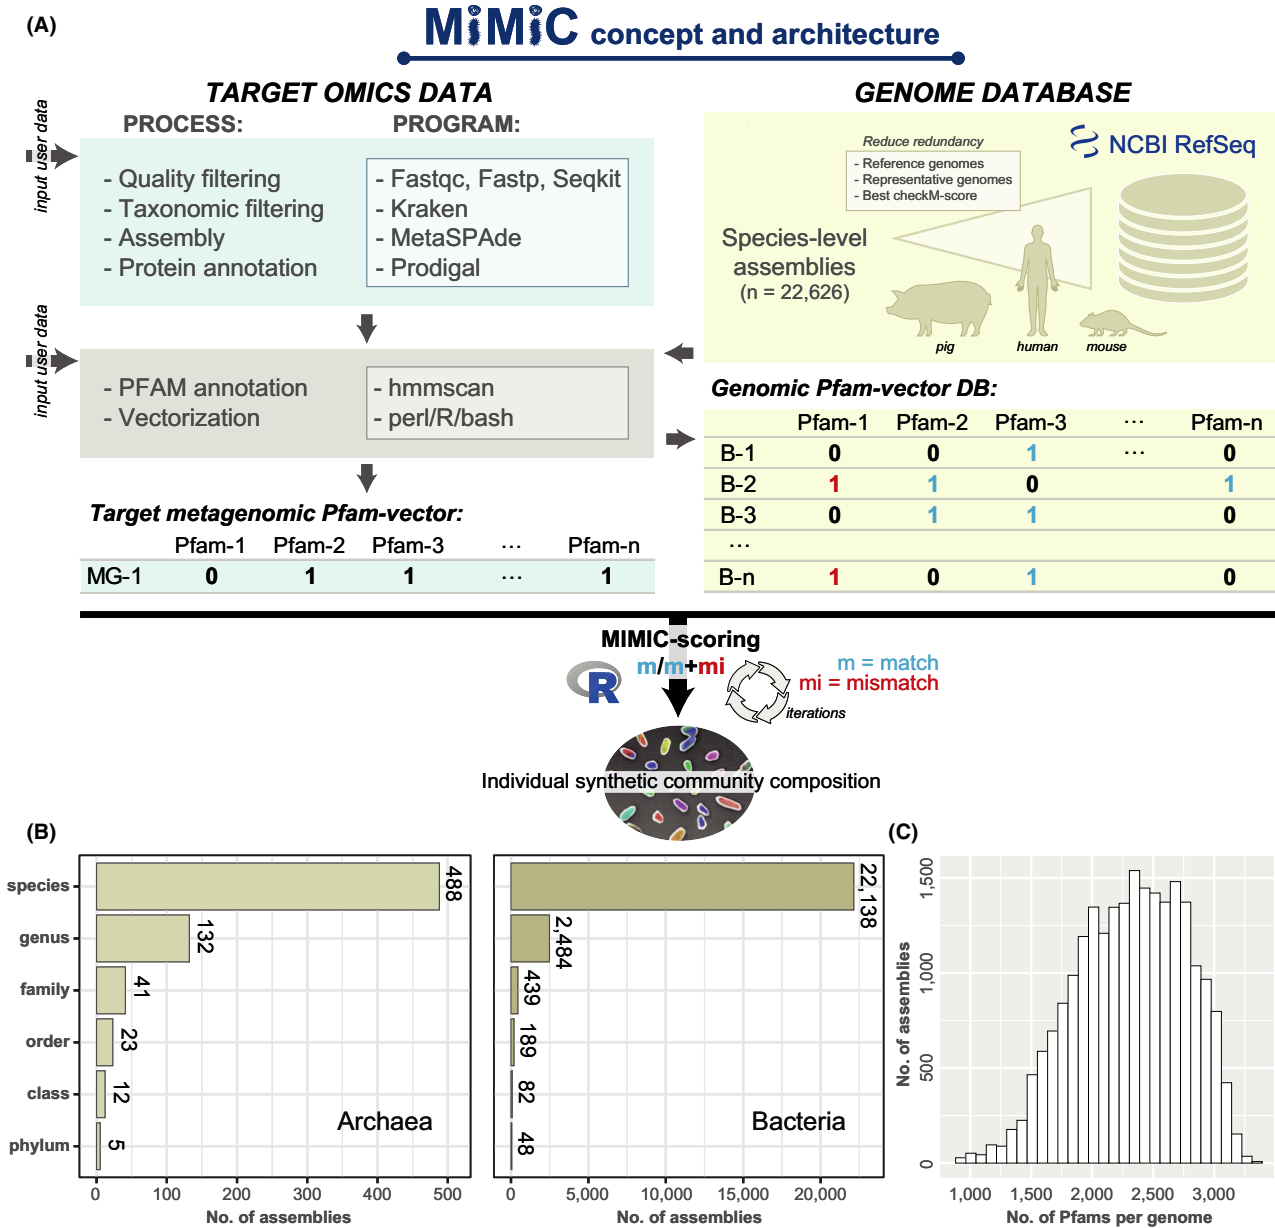 (A)
MiMiC concept and architecture
TARGET OMICS DATA
PROCESS:
PROGRAM:
input user data
- Quality filtering
- Taxonomic filtering
- Assembly
- Protein annotation
- Fastqc, Fastp, Seqkit
- Kraken
- MetaSPAde
- Prodigal
input user data
- PFAM annotation
- Vectorization
- hmmscan
- perl/R/bash
Target metagenomic Pfam-vector:
Pfam-1 Pfam-2 Pfam-3 ... Pfam-n
MG-1 0 1 1 ... 1
GENOME DATABASE
Reduce redundancy
- Reference genomes
- Representative genomes
- Best checkM-score
NCBI RefSeq
Species-level
assemblies
(n = 22,626)
pig
human
mouse
Genomic Pfam-vector DB:
Pfam-1 Pfam-2 Pfam-3 ... Pfam-n
B-1 0 0 1 ... 0
B-2 1 1 0 1
B-3 0 1 1 0
...
B-n 1 0 1 0
MIMIC-scoring
m/m+mi
R
m = match
mi = mismatch
iterations
Individual synthetic community composition
(B)
species
genus
family
order
class
phylum
488
132
41
23
12
5
Archaea
0 100 200 300 400 500
No. of assemblies
22,138
2,484
439
189
82
48
Bacteria
0 5,000 10,000 15,000 20,000
No. of assemblies
(C)
No. of assemblies
1,500
1,000
500
0
1,000 1,500 2,000 2,500 3,000
No. of Pfams per genome